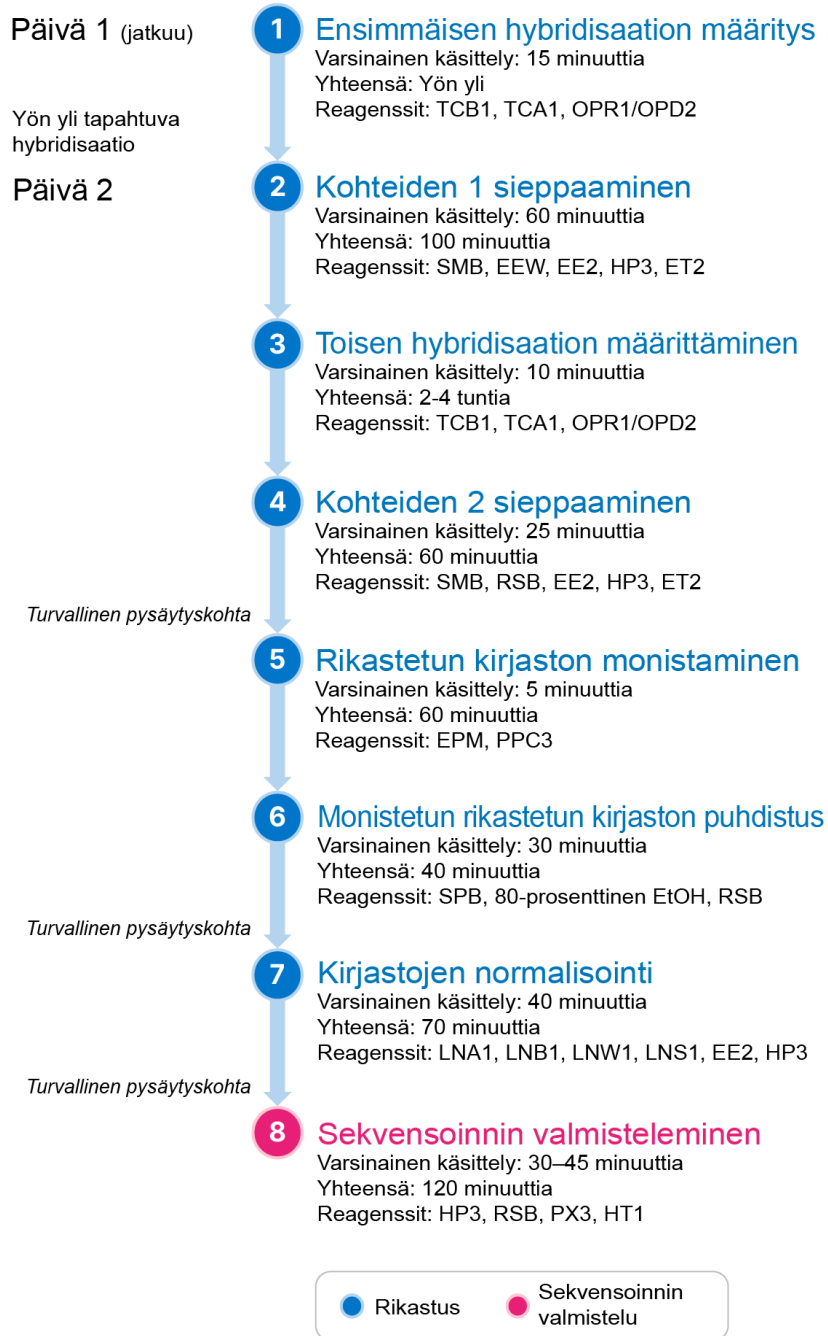 Päivä 1 (jatkuu)
1 Ensimmäisen hybridisaation määritys
Varsinainen käsittely: 15 minuuttia
Yhteensä: Yön yli
Reagenssit: TCB1, TCA1, OPR1/OPD2
Yön yli tapahtuva
hybridisaatio
Päivä 2
2 Kohteiden 1 sieppaaminen
Varsinainen käsittely: 60 minuuttia
Yhteensä: 100 minuuttia
Reagenssit: SMB, EEW, EE2, HP3, ET2
3 Toisen hybridisaation määrittäminen
Varsinainen käsittely: 10 minuuttia
Yhteensä: 2-4 tuntia
Reagenssit: TCB1, TCA1, OPR1/OPD2
4 Kohteiden 2 sieppaaminen
Varsinainen käsittely: 25 minuuttia
Yhteensä: 60 minuuttia
Reagenssit: SMB, RSB, EE2, HP3, ET2
Turvallinen pysäytyskohta
5 Rikastetun kirjaston monistaminen
Varsinainen käsittely: 5 minuuttia
Yhteensä: 60 minuuttia
Reagenssit: EPM, PPC3
6 Monistetun rikastetun kirjaston puhdistus
Varsinainen käsittely: 30 minuuttia
Yhteensä: 40 minuuttia
Reagenssit: SPB, 80-prosenttinen EtOH, RSB
Turvallinen pysäytyskohta
7 Kirjastojen normalisointi
Varsinainen käsittely: 40 minuuttia
Yhteensä: 70 minuuttia
Reagenssit: LNA1, LNB1, LNW1, LNS1, EE2, HP3
Turvallinen pysäytyskohta
8 Sekvensoinnin valmisteleminen
Varsinainen käsittely: 30–45 minuuttia
Yhteensä: 120 minuuttia
Reagenssit: HP3, RSB, PX3, HT1
Rikastus
Sekvensoinnin
valmistelu